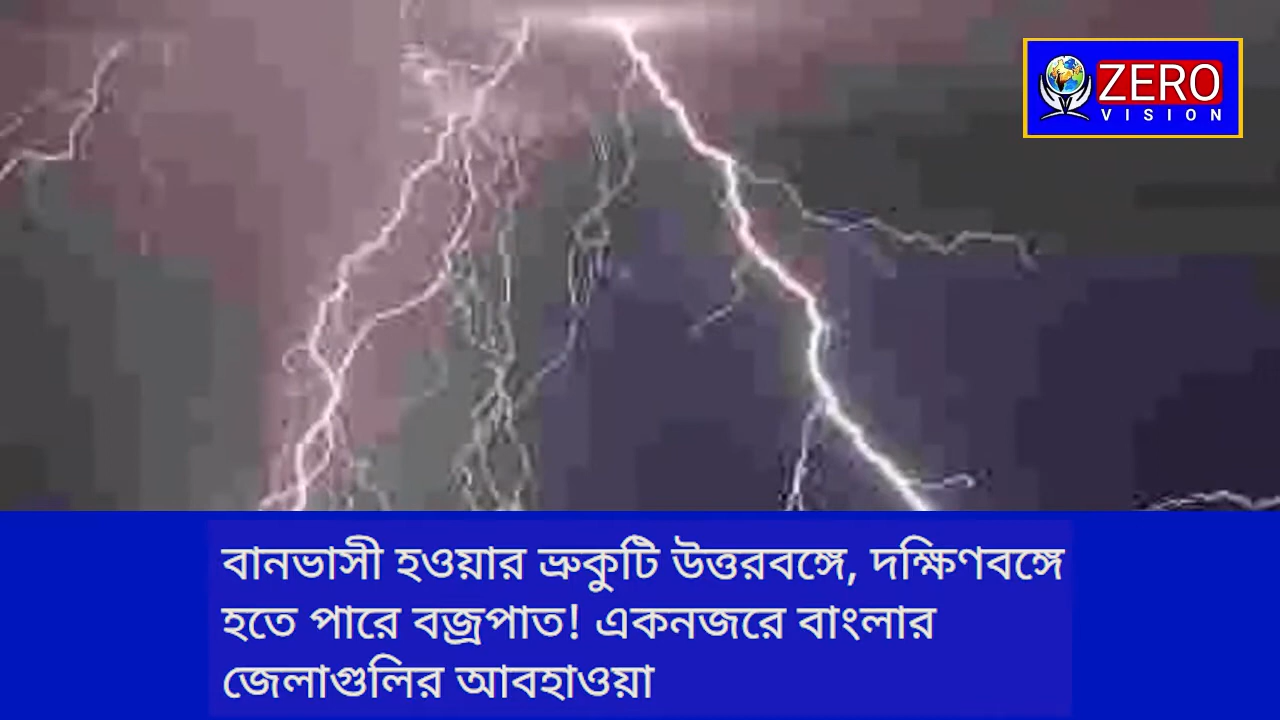 ZERO
VISION
বানভাসী হওয়ার ভ্রুকুটি উত্তরবঙ্গে, দক্ষিণবঙ্গে
হতে পারে বজ্রপাত! একনজরে বাংলার
জেলাগুলির আবহাওয়া